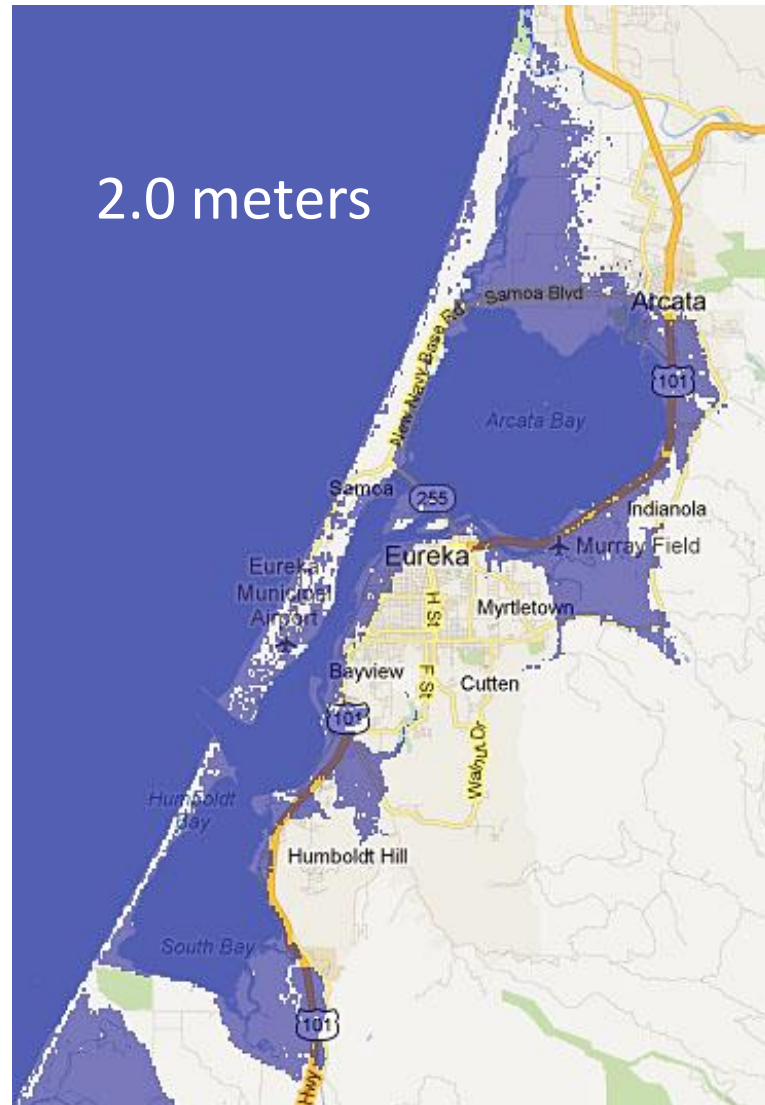 2.0 meters
Samoa Blvd
Arcata
New Navy Base Rd
101
Arcata Bay
Samoa
255
Indianola
Eureka
Murray Field
Eureka
Municipal
Airport
H St
Myrtletown
Bayview
F St
Cutten
101
Walnut Dr
Humboldt
Bay
Humboldt Hill
South Bay
101
Hwy